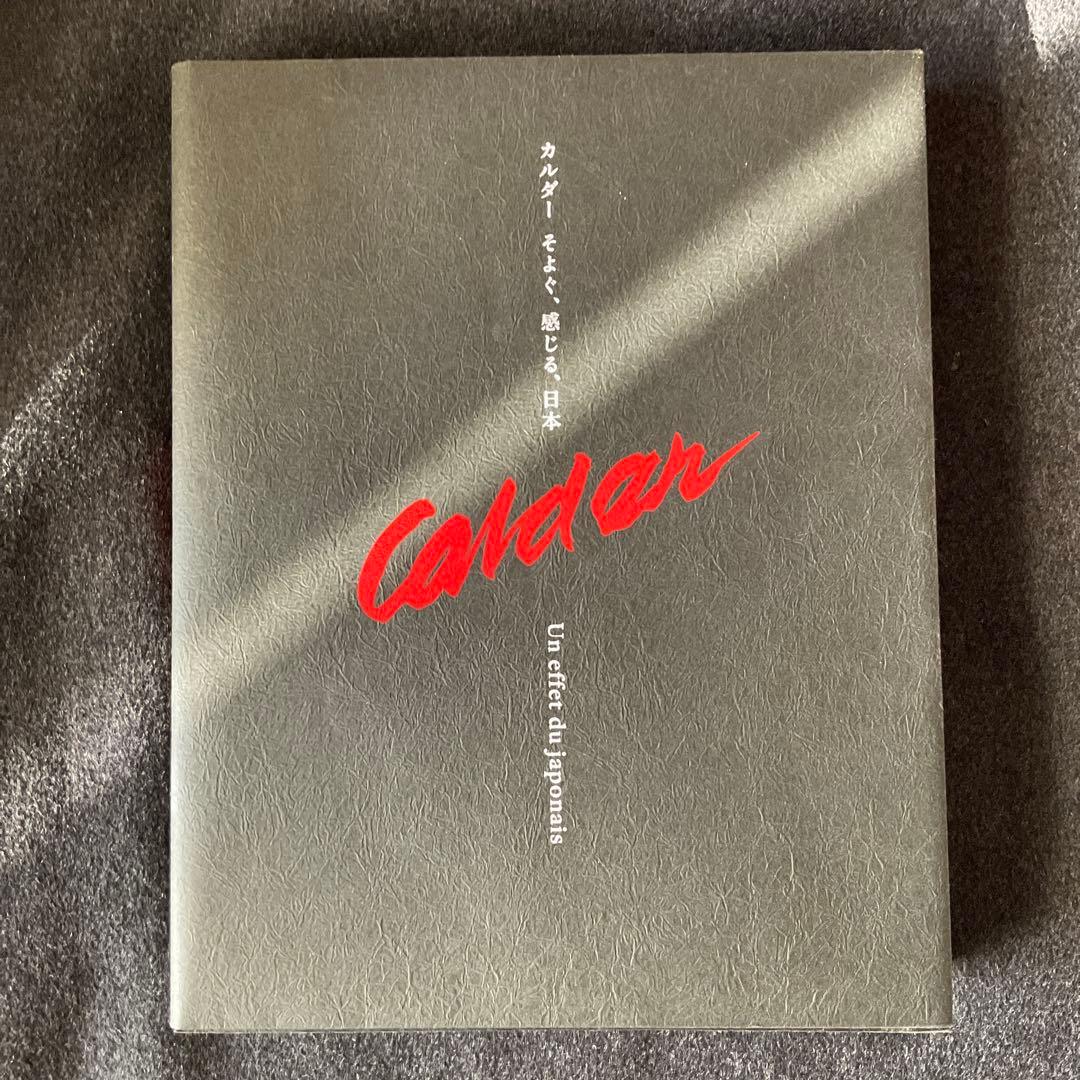 カルダー そよぐ、感じる、日本
Calder
Un effet du japonais